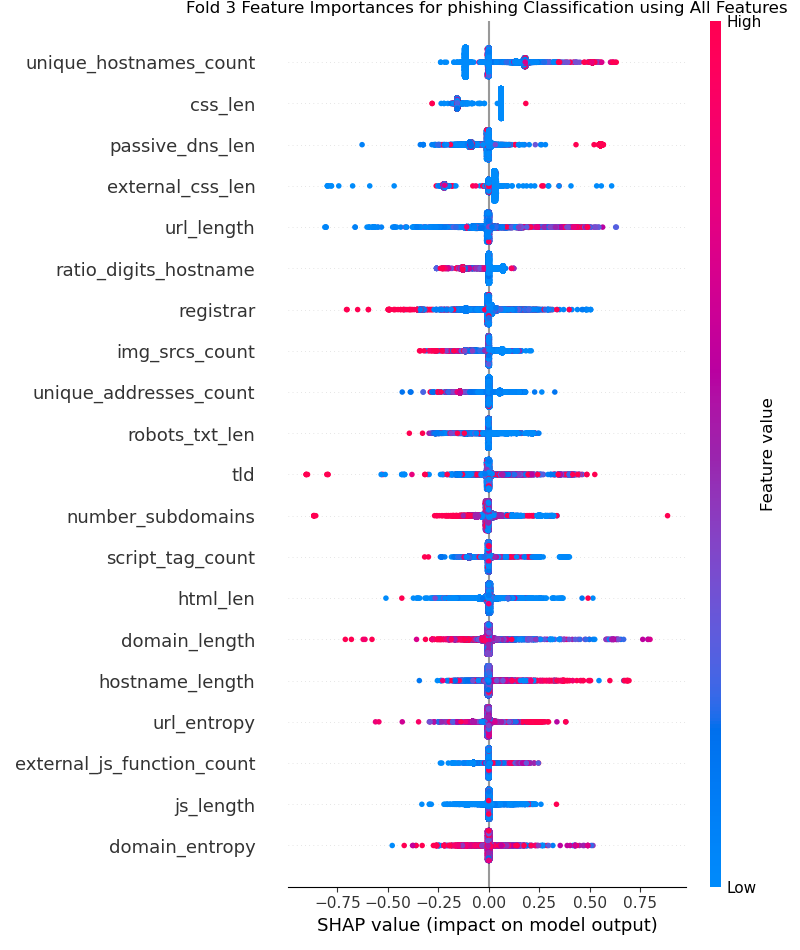 Fold 3 Feature Importances for phishing Classification using All Features
High
unique_hostnames_count
css_len
passive_dns_len
external_css_len
url_length
ratio_digits_hostname
registrar
img_srcs_count
unique_addresses_count
robots_txt_len
tld
number_subdomains
script_tag_count
html_len
domain_length
hostname_length
url_entropy
external_js_function_count
js_length
domain_entropy
Feature value
Low
−0.75 −0.50 −0.25 0.00 0.25 0.50 0.75
SHAP value (impact on model output)